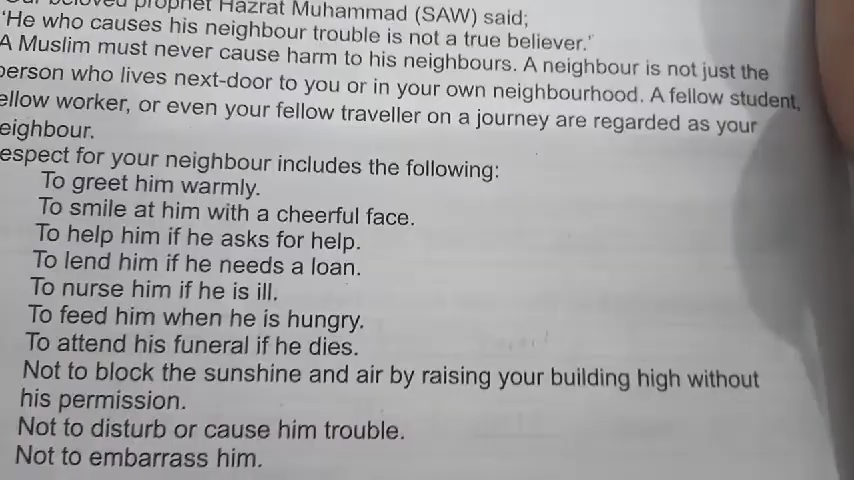 beloved prophet Hazrat Muhammad (SAW) said;
'He who causes his neighbour trouble is not a true believer.'
A Muslim must never cause harm to his neighbours. A neighbour is not just the
person who lives next-door to you or in your own neighbourhood. A fellow student,
ellow worker, or even your fellow traveller on a journey are regarded as your
eighbour.
espect for your neighbour includes the following:
To greet him warmly.
To smile at him with a cheerful face.
To help him if he asks for help.
To lend him if he needs a loan.
To nurse him if he is ill.
To feed him when he is hungry.
To attend his funeral if he dies.
Not to block the sunshine and air by raising your building high without
his permission.
Not to disturb or cause him trouble.
Not to embarrass him.